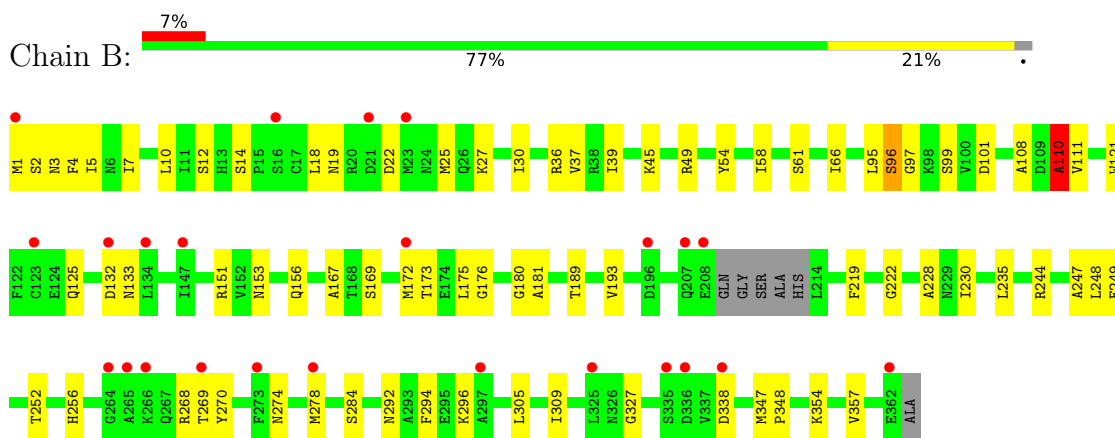 7%
Chain B:
77% 21% •
M1 S2 N3 F4 I5 N6 I7 L10 I11 S12 H13 S14 P15 S16 C17 L18 N19 R20 D21 D22 M23 N24 M25 Q26 K27 I30 R36 V37 R38 I39 K45 R49 Y54 I58 S61 I66 L95 S96 G97 K98 S99 V100 D101 A108 D109 A110 V111 W121
F122 C123 E124 Q125 D132 N133 L134 I147 R151 V152 N153 Q156 A167 T168 S169 M172 T173 E174 L175 G176 G180 A181 T189 V193 D196 Q207 E208 GLN GLY SER ALA HIS L214 F219 G222 A228 N229 I230 L235 R244 A247 L248
T252 H256 G264 A265 K266 Q267 R268 T269 Y270 F273 N274 M278 S284 N292 A293 F294 E295 K296 A297 L305 I309 L325 N326 G327 S335 D336 V337 D338 M347 P348 K354 V357 E362 ALA